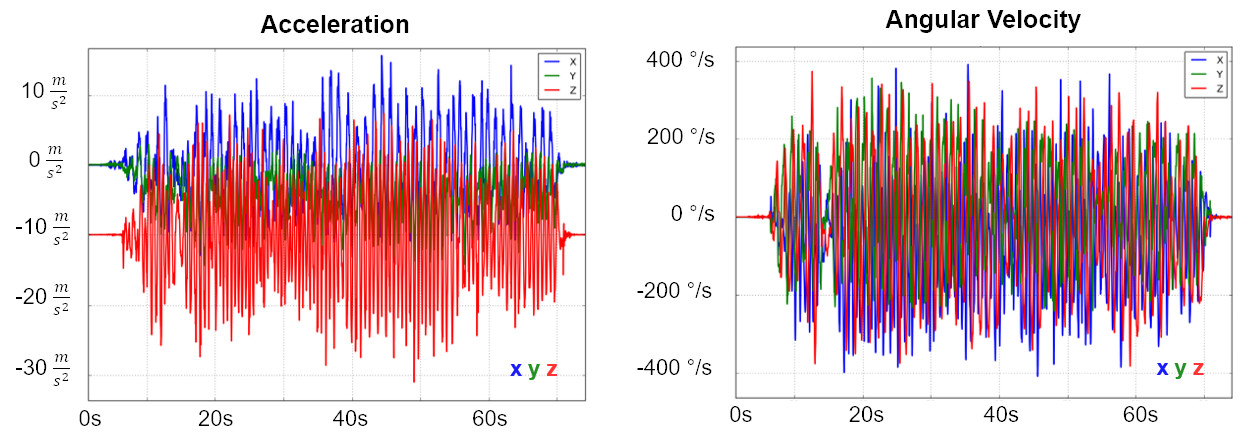 Acceleration
X
Y
Z
10 m/s²
0 m/s²
-10 m/s²
-20 m/s²
-30 m/s²
x y z
0s 20s 40s 60s
Angular Velocity
X
Y
Z
400 °/s
200 °/s
0 °/s
-200 °/s
-400 °/s
x y z
0s 20s 40s 60s